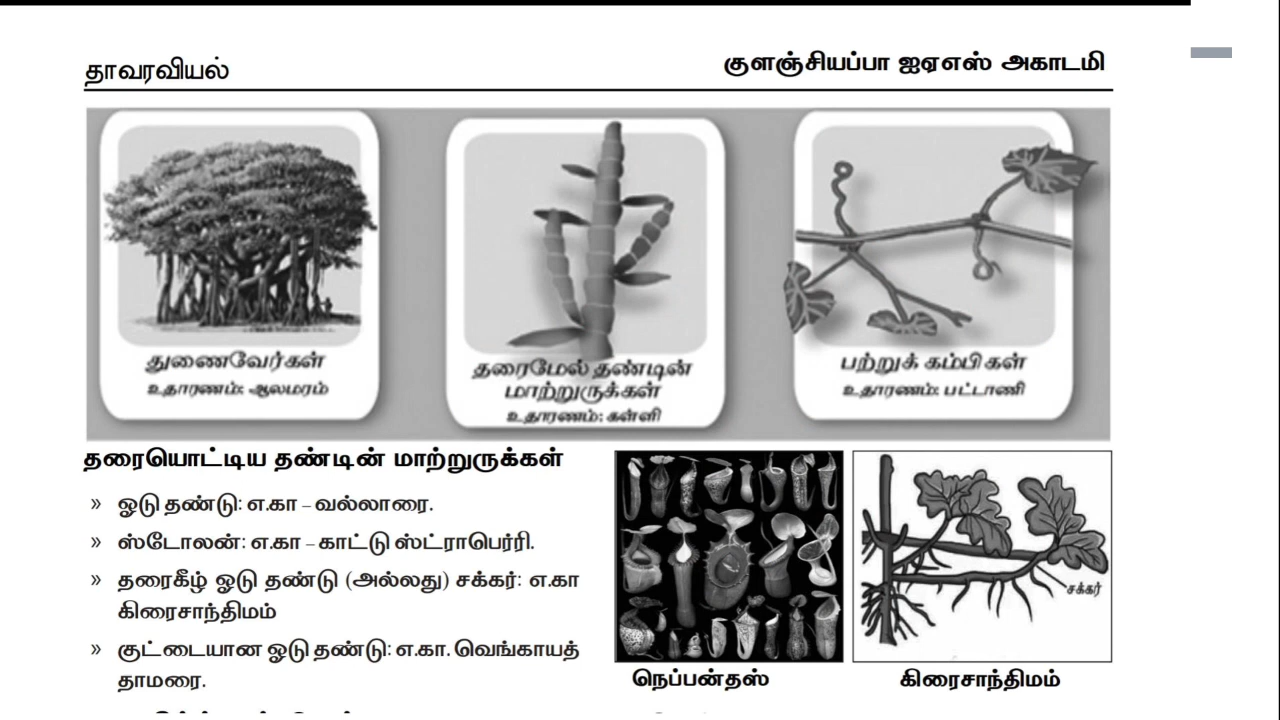 தாவரவியல்
குளஞ்சியப்பா ஐஏஎஸ் அகாடமி
துணைவேர்கள்
உதாரணம்: ஆலமரம்
தரைமேல் தண்டின்
மாற்றுருக்கள்
உதாரணம்: கள்ளி
பற்றுக் கம்பிகள்
உதாரணம்: பட்டாணி
தரையொட்டிய தண்டின் மாற்றுருக்கள்
» ஓடு தண்டு: எ.கா – வல்லாரை.
» ஸ்டோலன்: எ.கா – காட்டு ஸ்ட்ராபெர்ரி.
» தரைகீழ் ஓடு தண்டு (அல்லது) சக்கர்: எ.கா
கிரைசாந்திமம்
» குட்டையான ஓடு தண்டு: எ.கா. வெங்காயத்
தாமரை.
சக்கர்
நெப்பன்தஸ்
கிரைசாந்திமம்